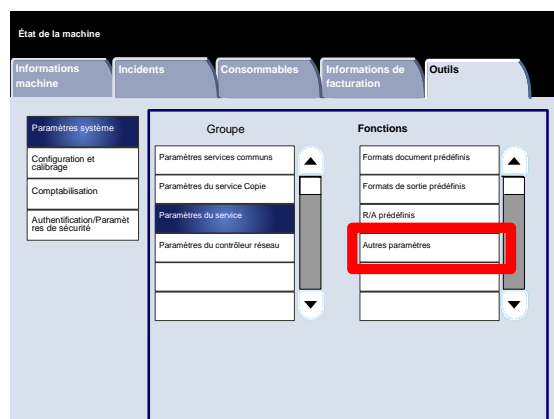 État de la machine
Informations machine
Incidents
Consommables
Informations de facturation
Outils
Paramètres système
Configuration et calibrage
Comptabilisation
Authentification/Paramèt
res de sécurité
Groupe
Paramètres services communs
Paramètres du service Copie
Paramètres du service
Paramètres du contrôleur réseau
Fonctions
Formats document prédéfinis
Formats de sortie prédéfinis
R/A prédéfinis
Autres paramètres